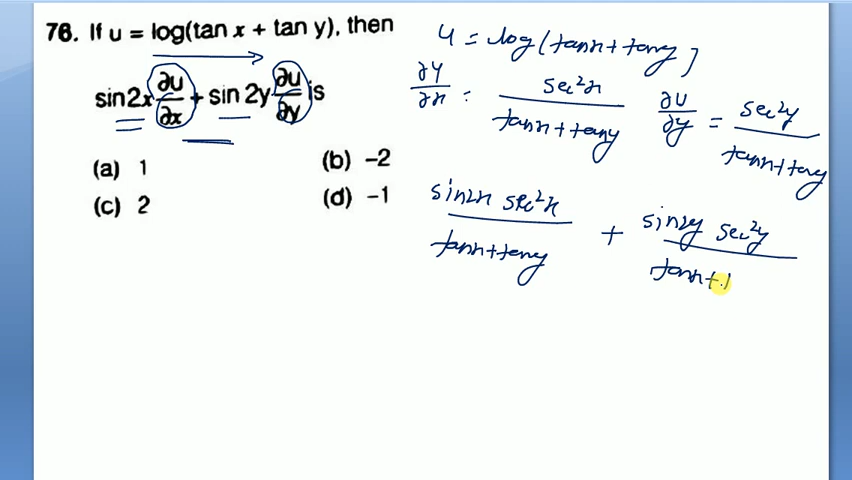 76. If u = log(tan x + tan y), then
sin2x ∂u/∂x + sin 2y ∂u/∂y is
(a) 1
(b) -2
(c) 2
(d) -1
u = log(tanx + tany)
∂u/∂x = sec²x / tanx + tany
∂u/∂y = sec²y / tanx + tany
sin2x sec²x / tanx + tany + sin2y sec²y / tanx +